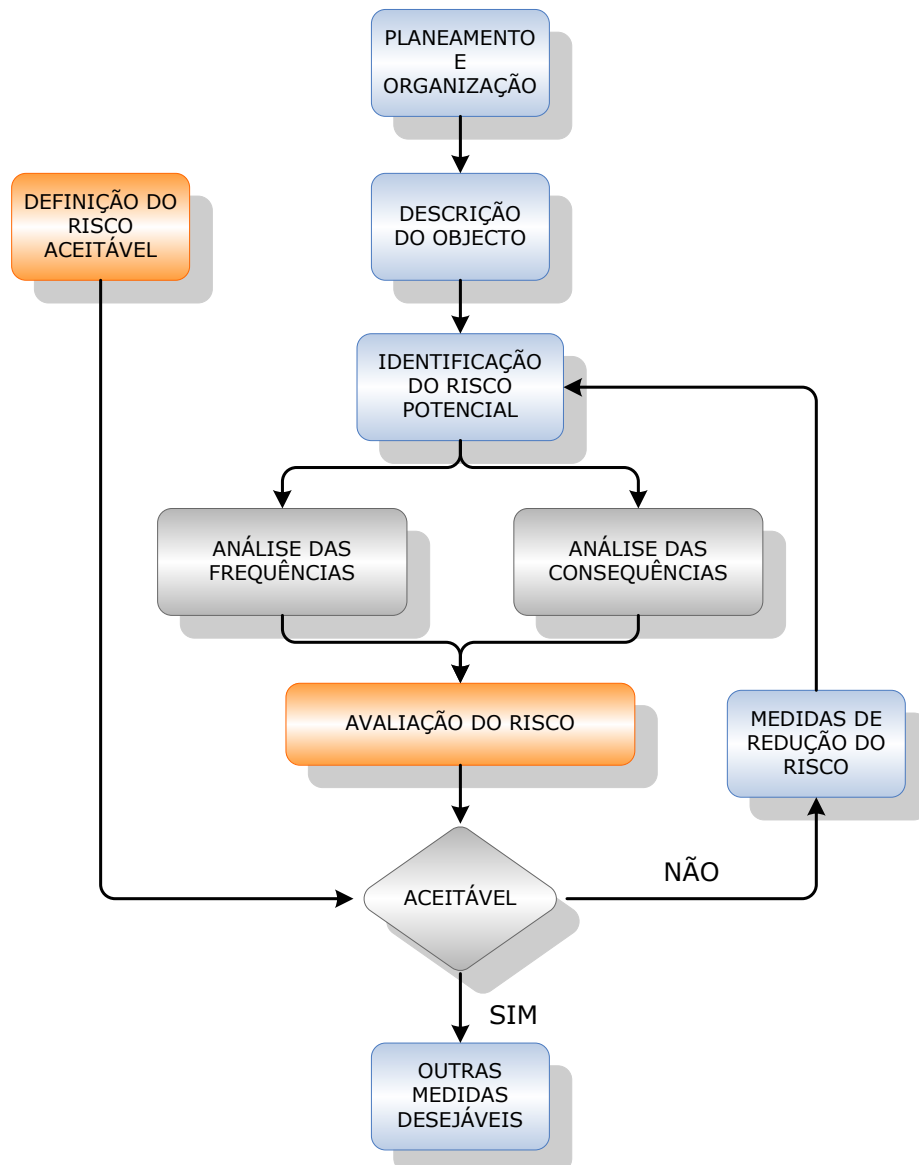 PLANEAMENTO
E
ORGANIZAÇÃO
DEFINIÇÃO DO
RISCO
ACEITÁVEL
DESCRIÇÃO
DO OBJECTO
IDENTIFICAÇÃO
DO RISCO
POTENCIAL
ANÁLISE DAS
FREQUÊNCIAS
ANÁLISE DAS
CONSEQUÊNCIAS
AVALIAÇÃO DO RISCO
MEDIDAS DE
REDUÇÃO DO
RISCO
ACEITÁVEL
NÃO
SIM
OUTRAS
MEDIDAS
DESEJÁVEIS